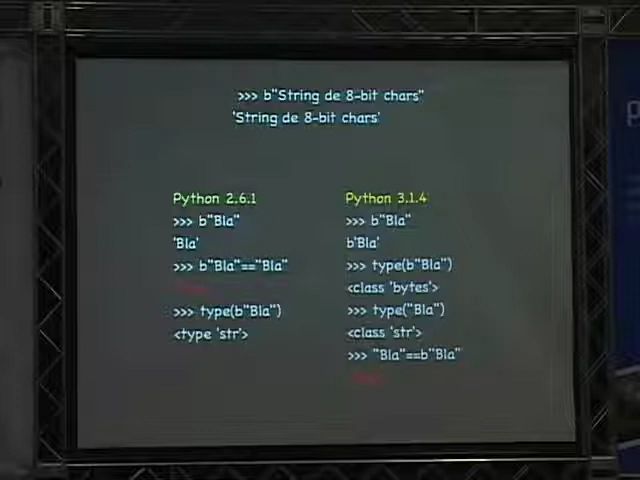 >>> b"String de 8-bit chars"
'String de 8-bit chars'
Python 2.6.1
>>> b"Bla"
'Bla'
>>> b"Bla"=="Bla"
>>> type(b"Bla")
<type 'str'>
Python 3.1.4
>>> b"Bla"
b'Bla'
>>> type(b"Bla")
<class 'bytes'>
>>> type("Bla")
<class 'str'>
>>> "Bla"==b"Bla"